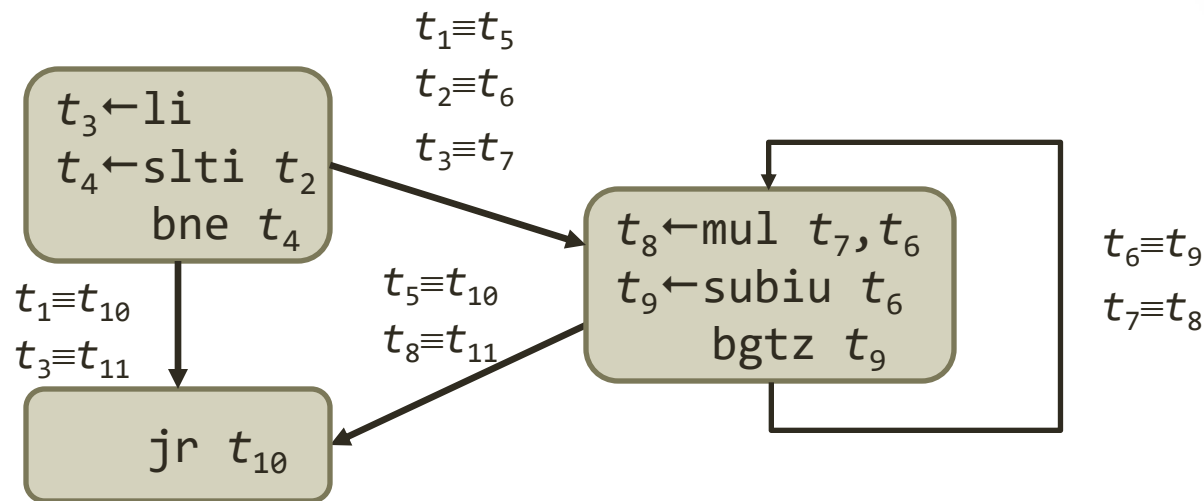 t₁≡t₅
t₂≡t₆
t₃≡t₇
t₃←li
t₄←slti t₂
bne t₄
t₈←mul t₇,t₆
t₉←subiu t₆
bgtz t₉
t₆≡t₉
t₇≡t₈
t₁≡t₁₀
t₃≡t₁₁
t₅≡t₁₀
t₈≡t₁₁
jr t₁₀